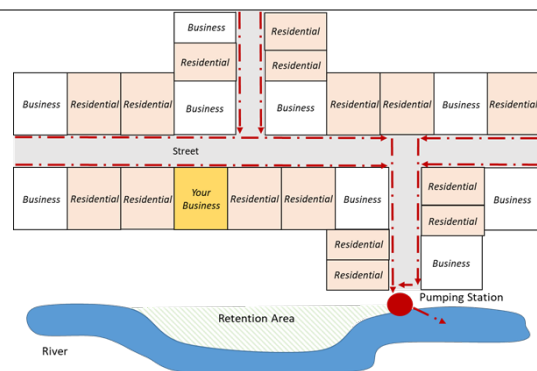 Business
Residential
Residential
Residential
Business Residential Residential Business Business Residential Residential Business Residential
Street
Business Residential Residential Your Business Residential Residential Business Residential Business
Residential
Residential
Residential
Business
Pumping Station
Retention Area
River